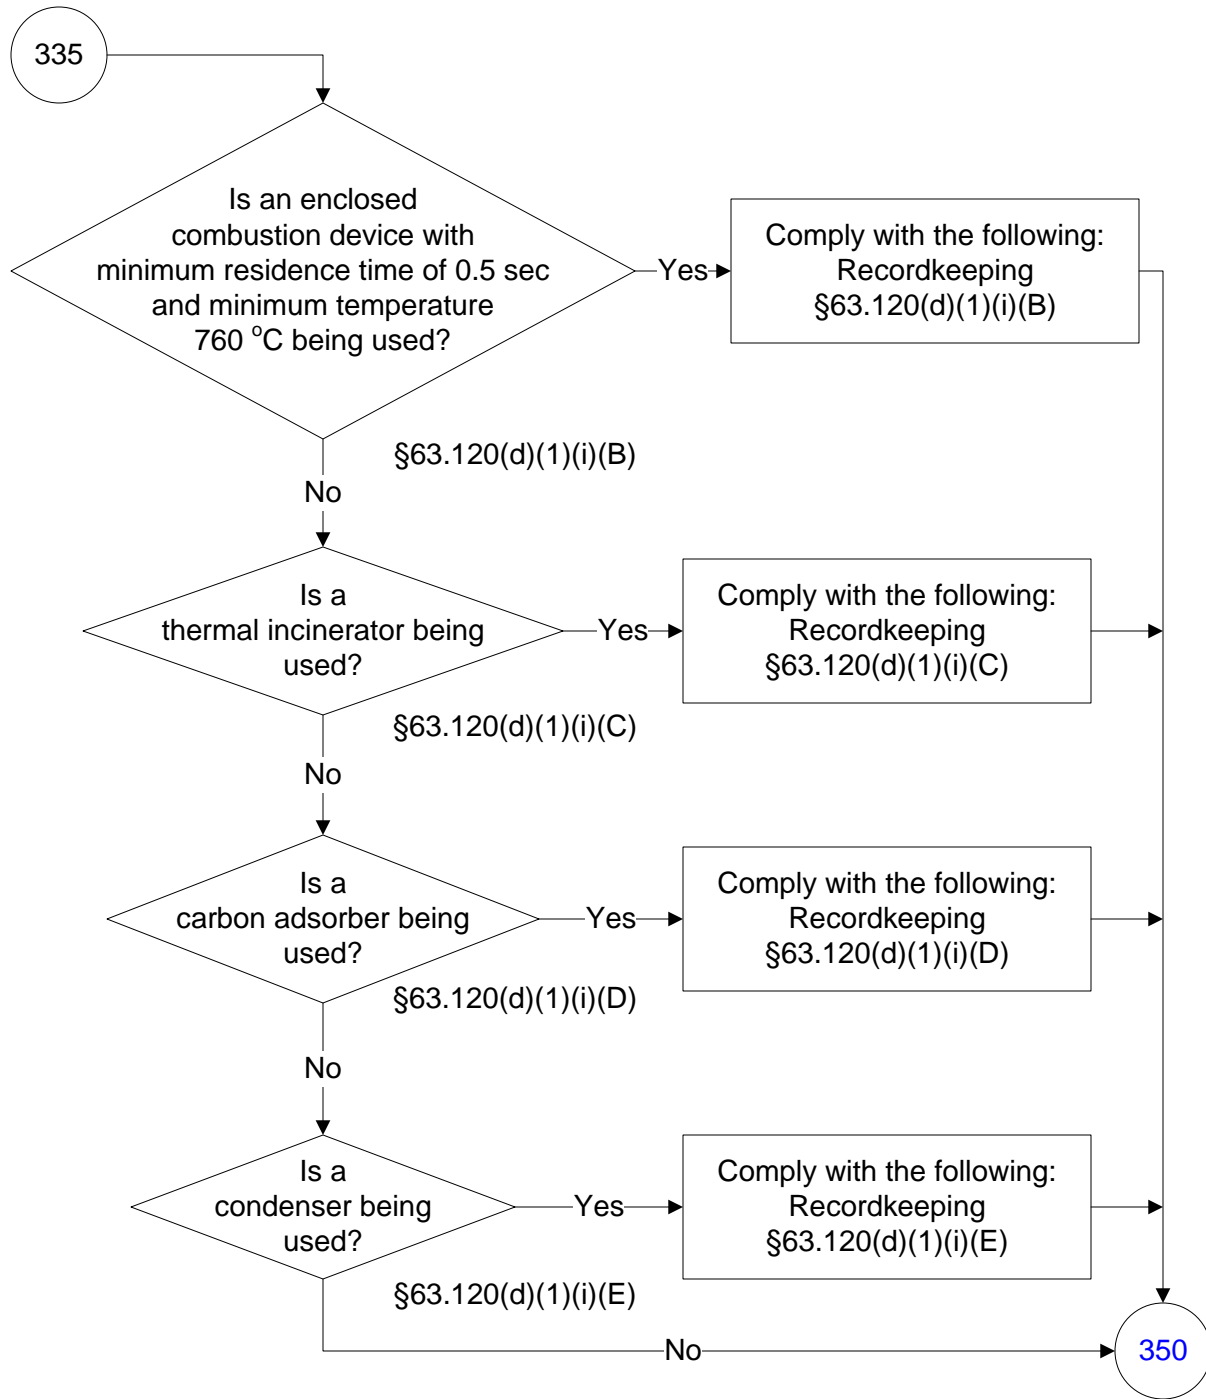 335
Is an enclosed
combustion device with
minimum residence time of 0.5 sec
and minimum temperature
760 °C being used?
Yes
Comply with the following:
Recordkeeping
§63.120(d)(1)(i)(B)
§63.120(d)(1)(i)(B)
No
Is a
thermal incinerator being
used?
Yes
Comply with the following:
Recordkeeping
§63.120(d)(1)(i)(C)
§63.120(d)(1)(i)(C)
No
Is a
carbon adsorber being
used?
Yes
Comply with the following:
Recordkeeping
§63.120(d)(1)(i)(D)
§63.120(d)(1)(i)(D)
No
Is a
condenser being
used?
Yes
Comply with the following:
Recordkeeping
§63.120(d)(1)(i)(E)
§63.120(d)(1)(i)(E)
No
350